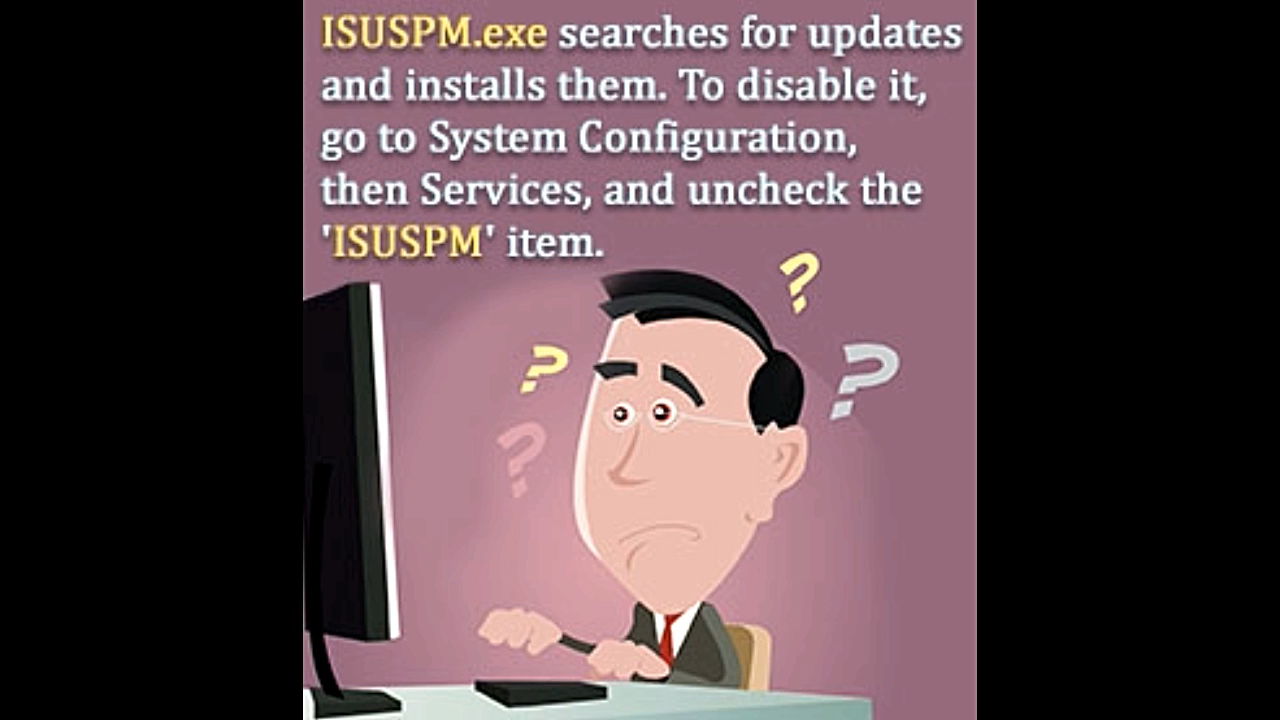 ISUSPM.exe searches for updates
and installs them. To disable it,
go to System Configuration,
then Services, and uncheck the
'ISUSPM' item.
?
?
?
?